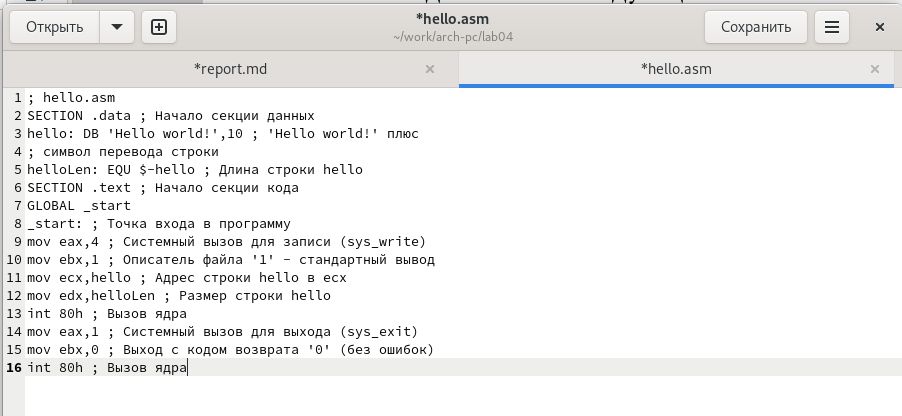 Открыть
*hello.asm
~/work/arch-pc/lab04
Сохранить
*report.md
*hello.asm
1 ; hello.asm
2 SECTION .data ; Начало секции данных
3 hello: DB 'Hello world!',10 ; 'Hello world!' плюс
4 ; символ перевода строки
5 helloLen: EQU $-hello ; Длина строки hello
6 SECTION .text ; Начало секции кода
7 GLOBAL _start
8 _start: ; Точка входа в программу
9 mov eax,4 ; Системный вызов для записи (sys_write)
10 mov ebx,1 ; Описатель файла '1' - стандартный вывод
11 mov ecx,hello ; Адрес строки hello в ecx
12 mov edx,helloLen ; Размер строки hello
13 int 80h ; Вызов ядра
14 mov eax,1 ; Системный вызов для выхода (sys_exit)
15 mov ebx,0 ; Выход с кодом возврата '0' (без ошибок)
16 int 80h ; Вызов ядра